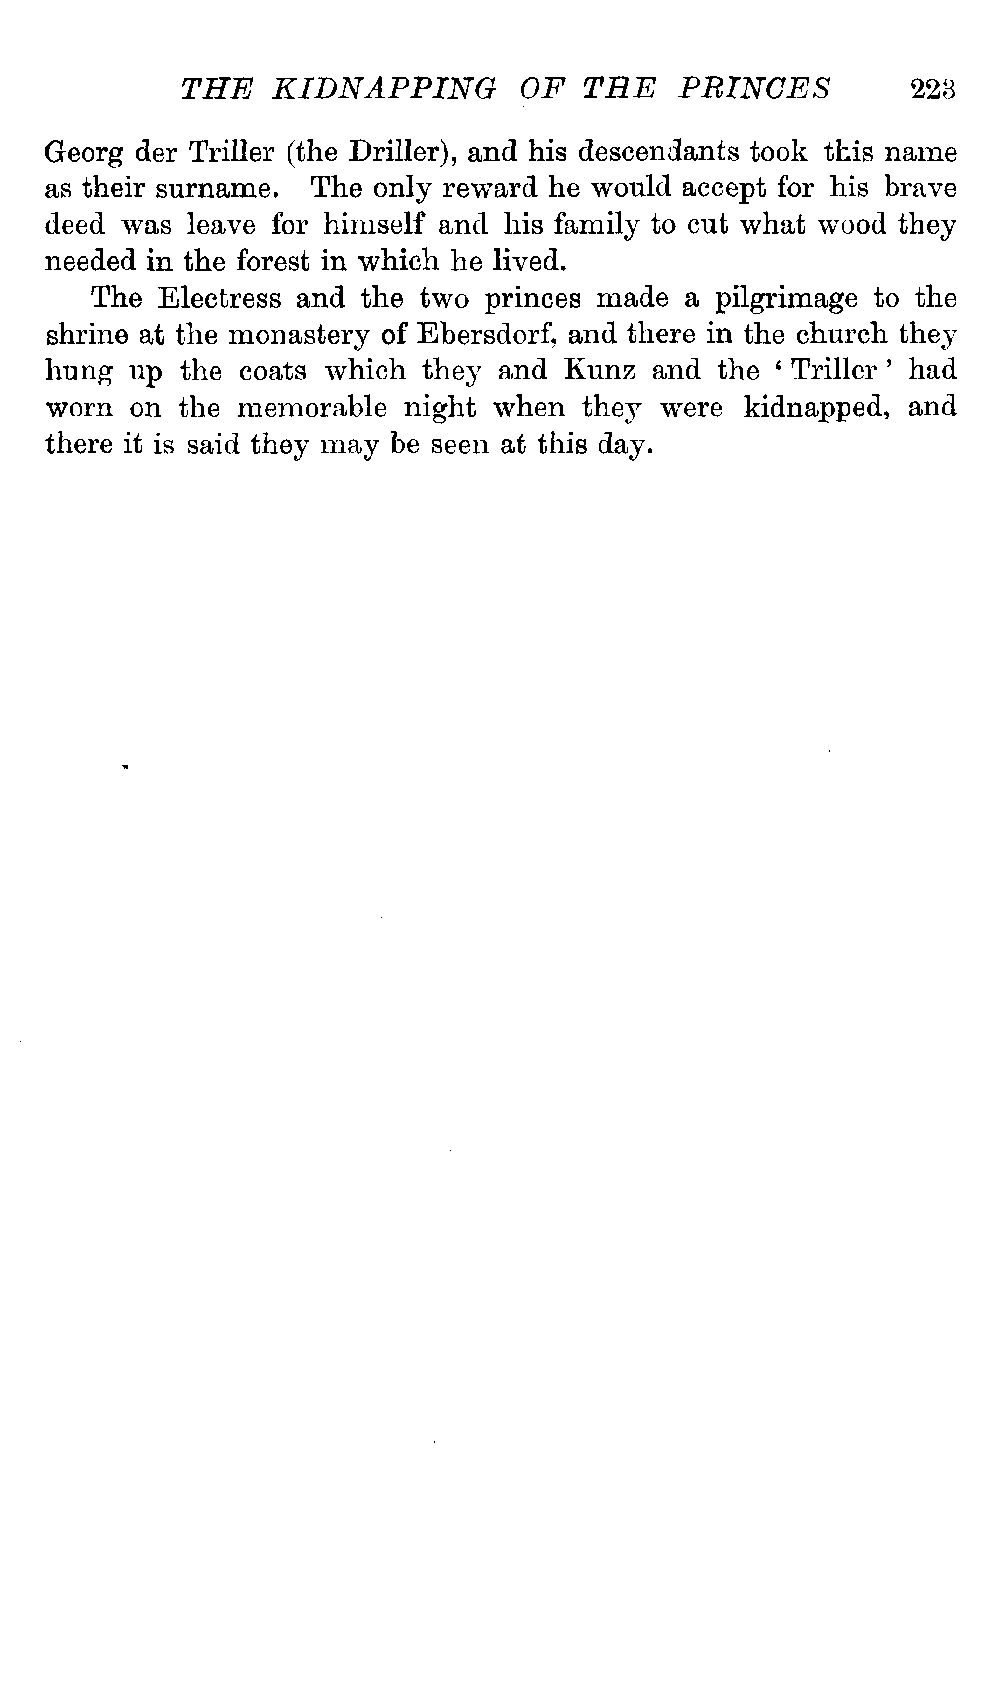 THE KIDNAPPING OF THE PRINCES 223
Georg der Triller (the Driller), and his descendants took this name
as their surname. The only reward he would accept for his brave
deed was leave for himself and his family to cut what wood they
needed in the forest in which he lived.
The Electress and the two princes made a pilgrimage to the
shrine at the monastery of Ebersdorf, and there in the church they
hung up the coats which they and Kunz and the ‘ Triller ’ had
worn on the memorable night when they were kidnapped, and
there it is said they may be seen at this day.